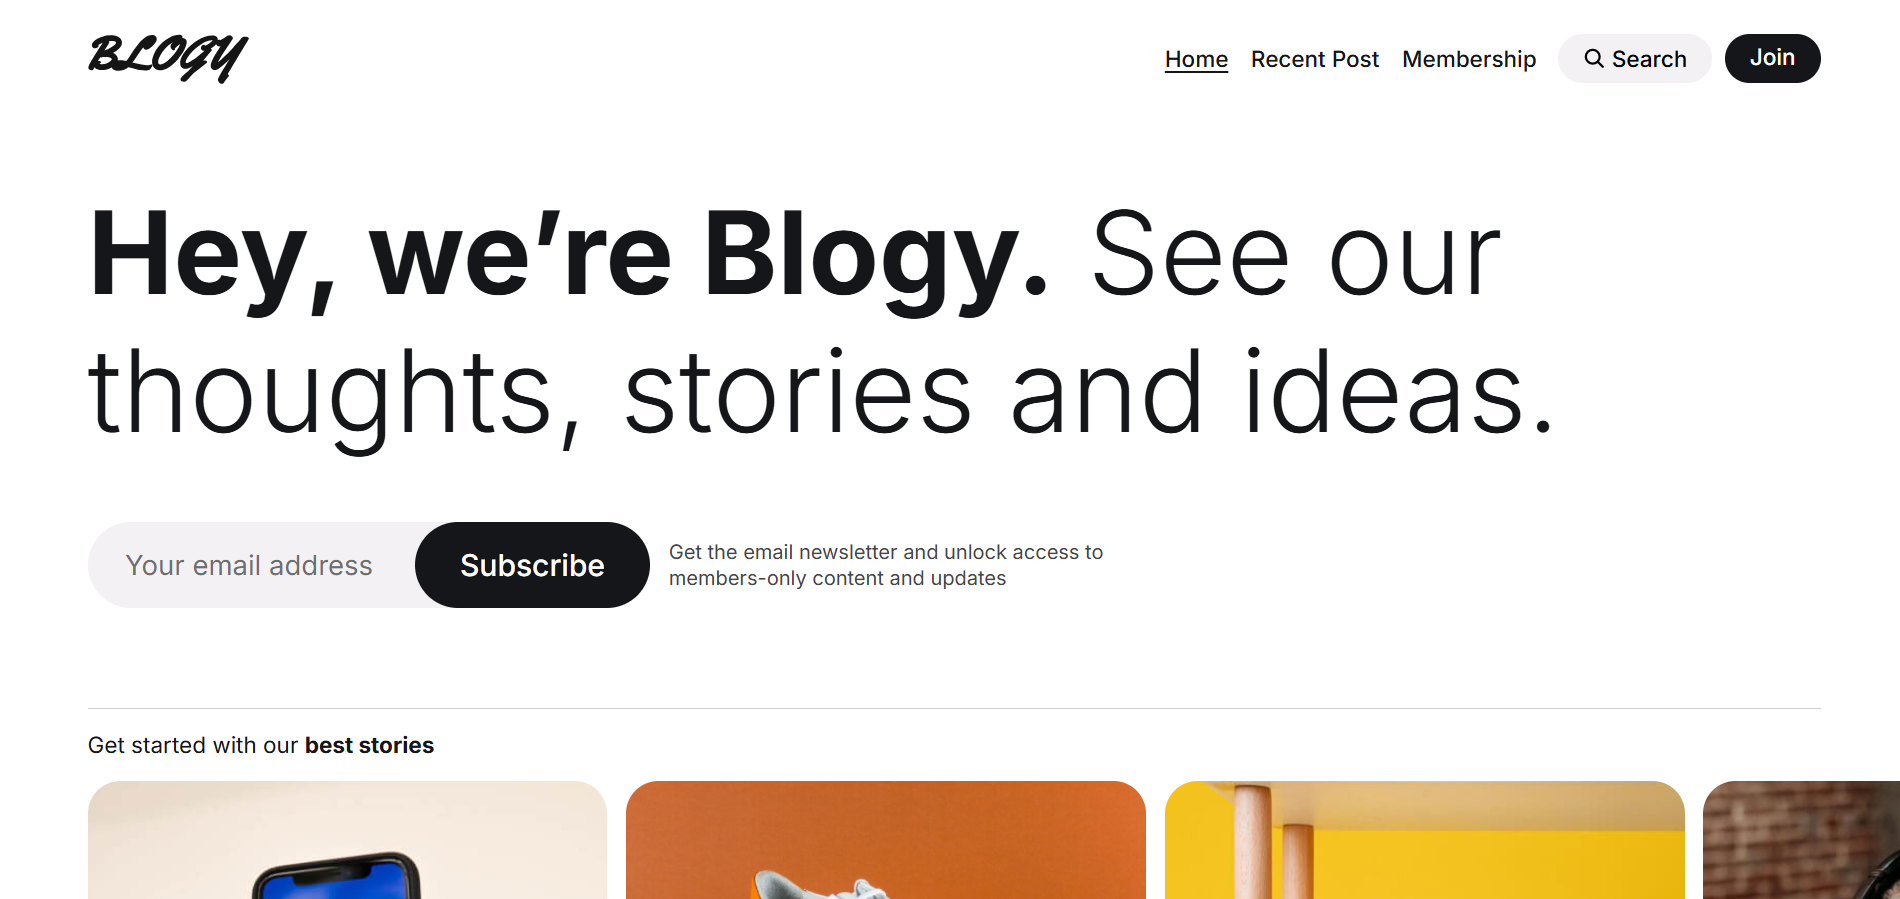 BLOGY
Home Recent Post Membership Search Join
Hey, we’re Blogy. See our
thoughts, stories and ideas.
Your email address Subscribe
Get the email newsletter and unlock access to
members-only content and updates
Get started with our best stories